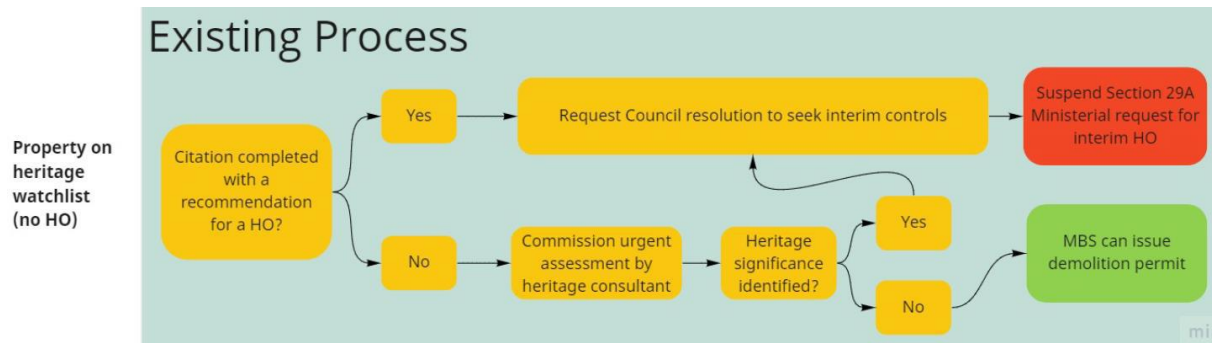 Existing Process
Property on
heritage
watchlist
(no HO)
Citation completed
with a
recommendation
for a HO?
Yes
Request Council resolution to seek interim controls
Suspend Section 29A
Ministerial request for
interim HO
No
Commission urgent
assessment by
heritage consultant
Heritage
significance
identified?
Yes
No
MBS can issue
demolition permit
mi